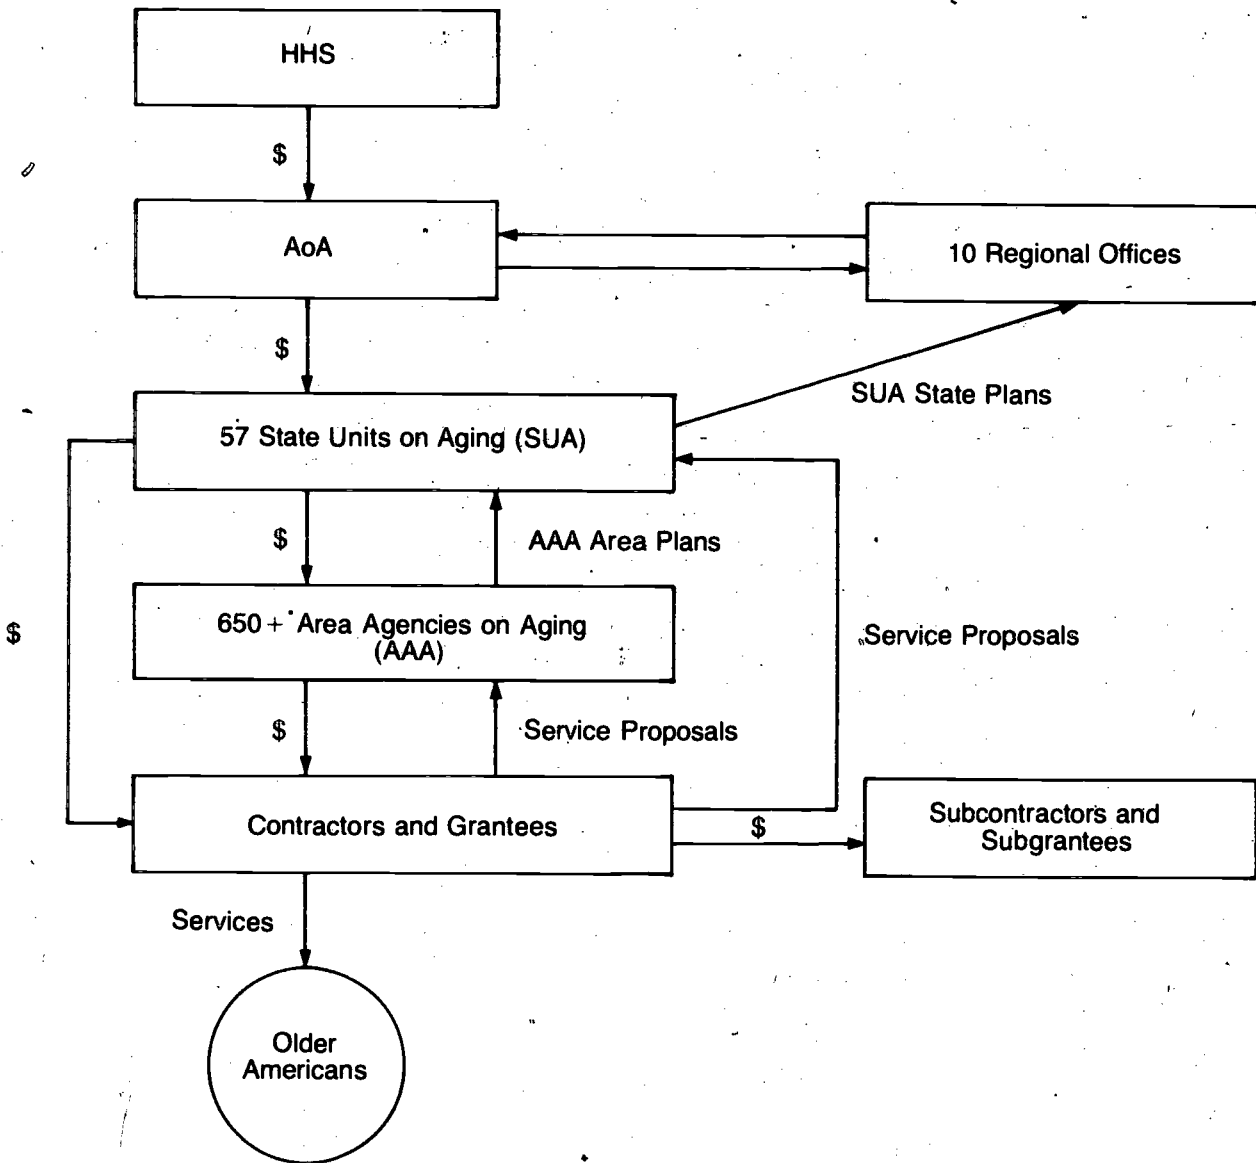 HHS
$
AoA
10 Regional Offices
$
SUA State Plans
57 State Units on Aging (SUA)
$
AAA Area Plans
$
650+ Area Agencies on Aging
(AAA)
Service Proposals
$
Service Proposals
Contractors and Grantees
$
Subcontractors and
Subgrantees
Services
Older
Americans